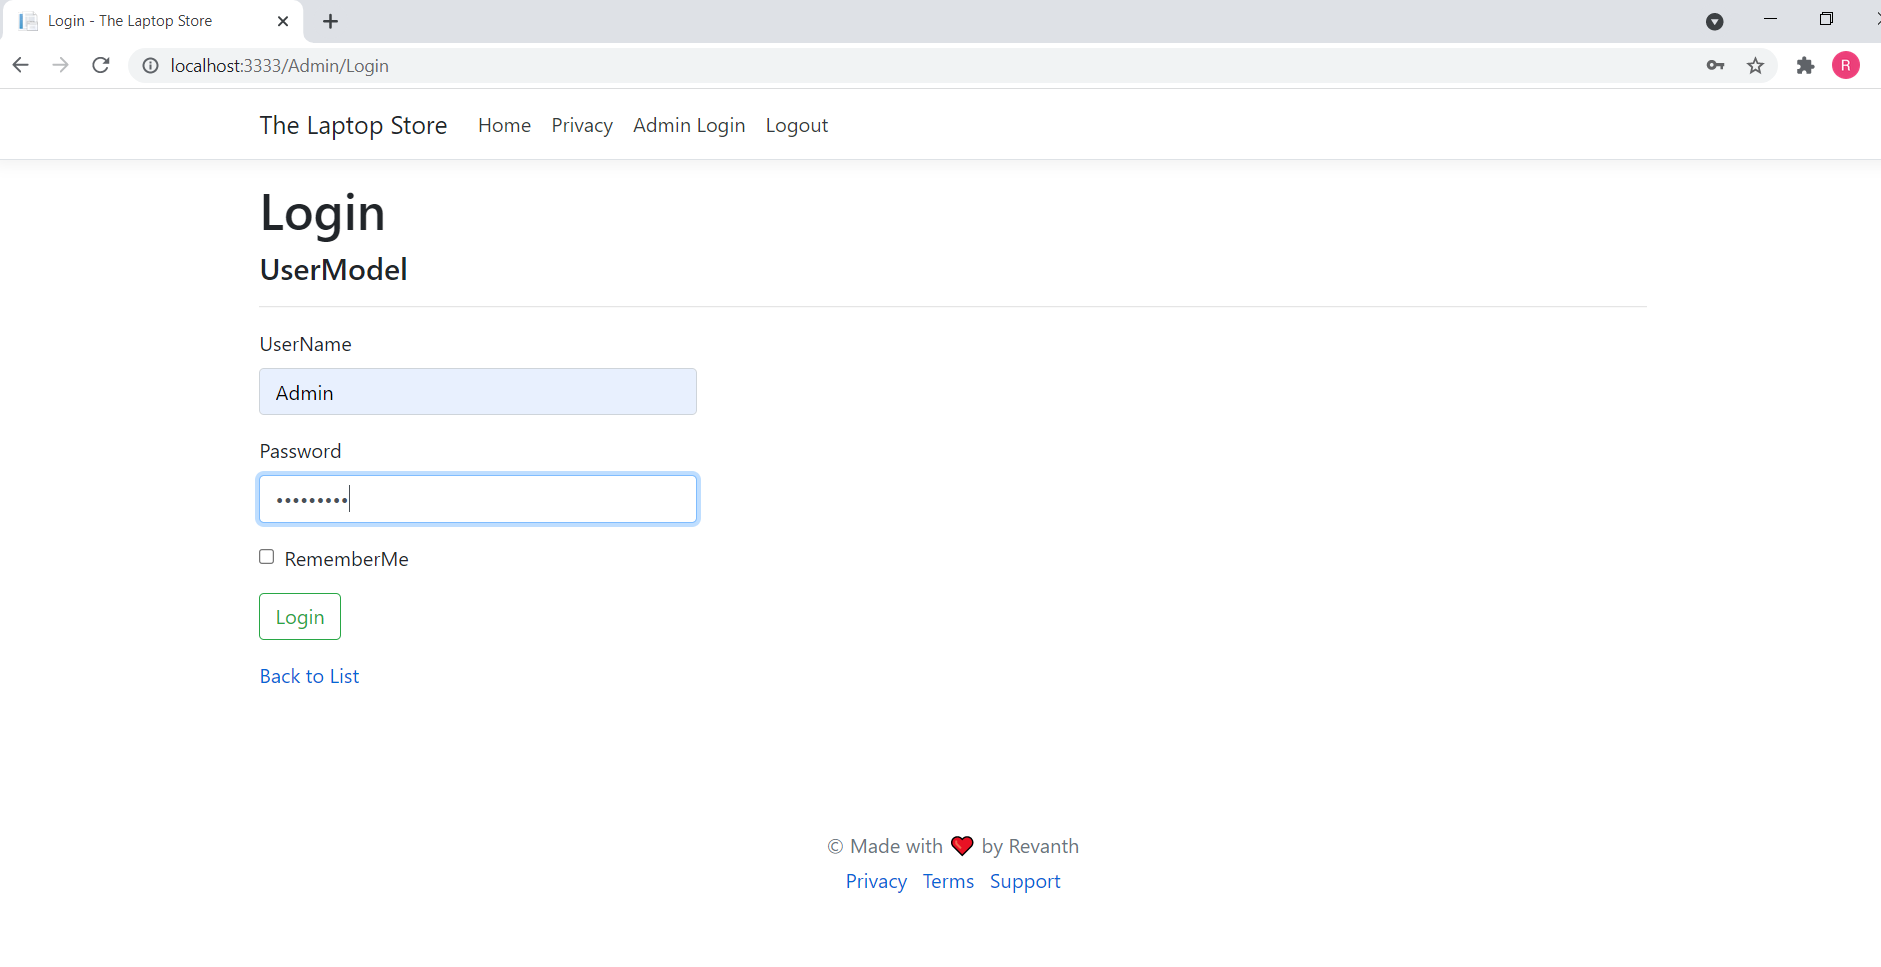 Login - The Laptop Store
localhost:3333/Admin/Login
R
The Laptop Store Home Privacy Admin Login Logout
Login
UserModel
UserName
Admin
Password
•••••••••
RememberMe
Login
Back to List
© Made with ❤ by Revanth
Privacy Terms Support